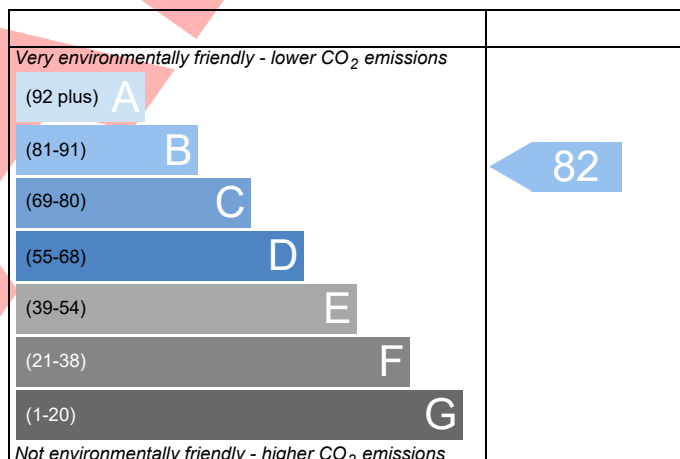 Very environmentally friendly - lower CO2 emissions
(92 plus) A
(81-91) B
82
(69-80) C
(55-68) D
(39-54) E
(21-38) F
(1-20) G
Not environmentally friendly - higher CO2 emissions